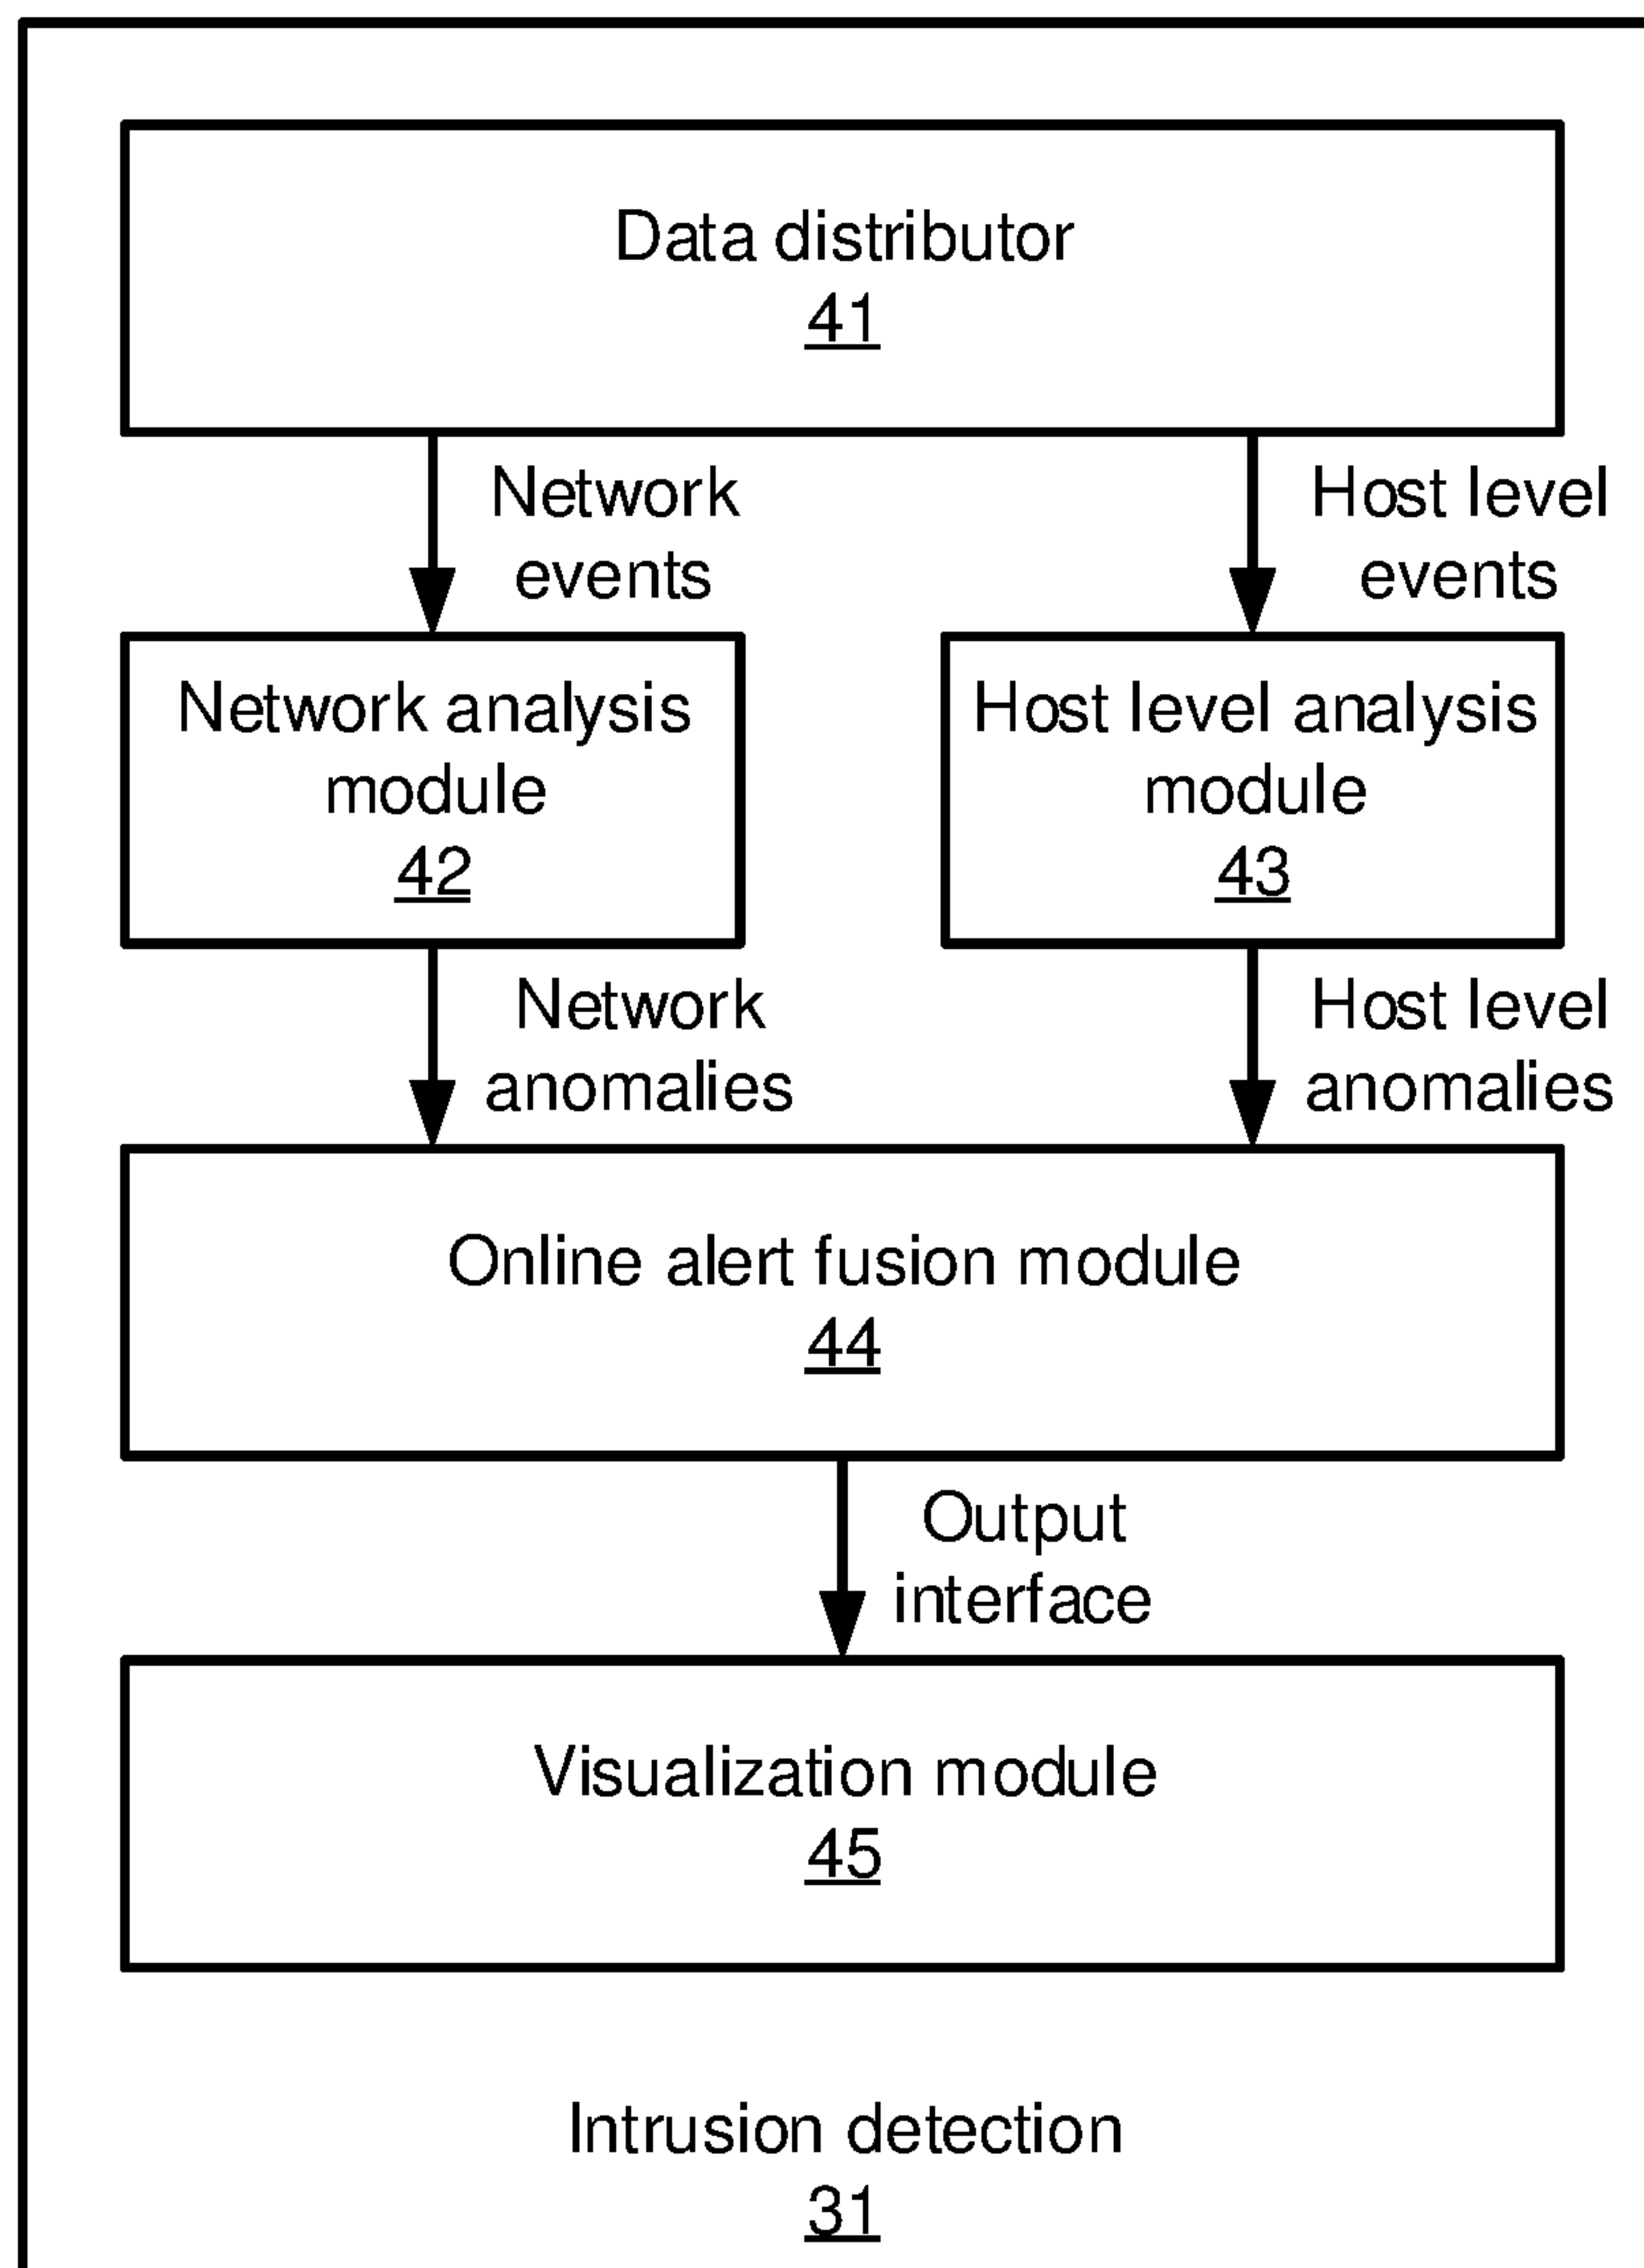 Data distributor
41
Network
events
Host level
events
Network analysis
module
42
Host level analysis
module
43
Network
anomalies
Host level
anomalies
Online alert fusion module
44
Output
interface
Visualization module
45
Intrusion detection
31